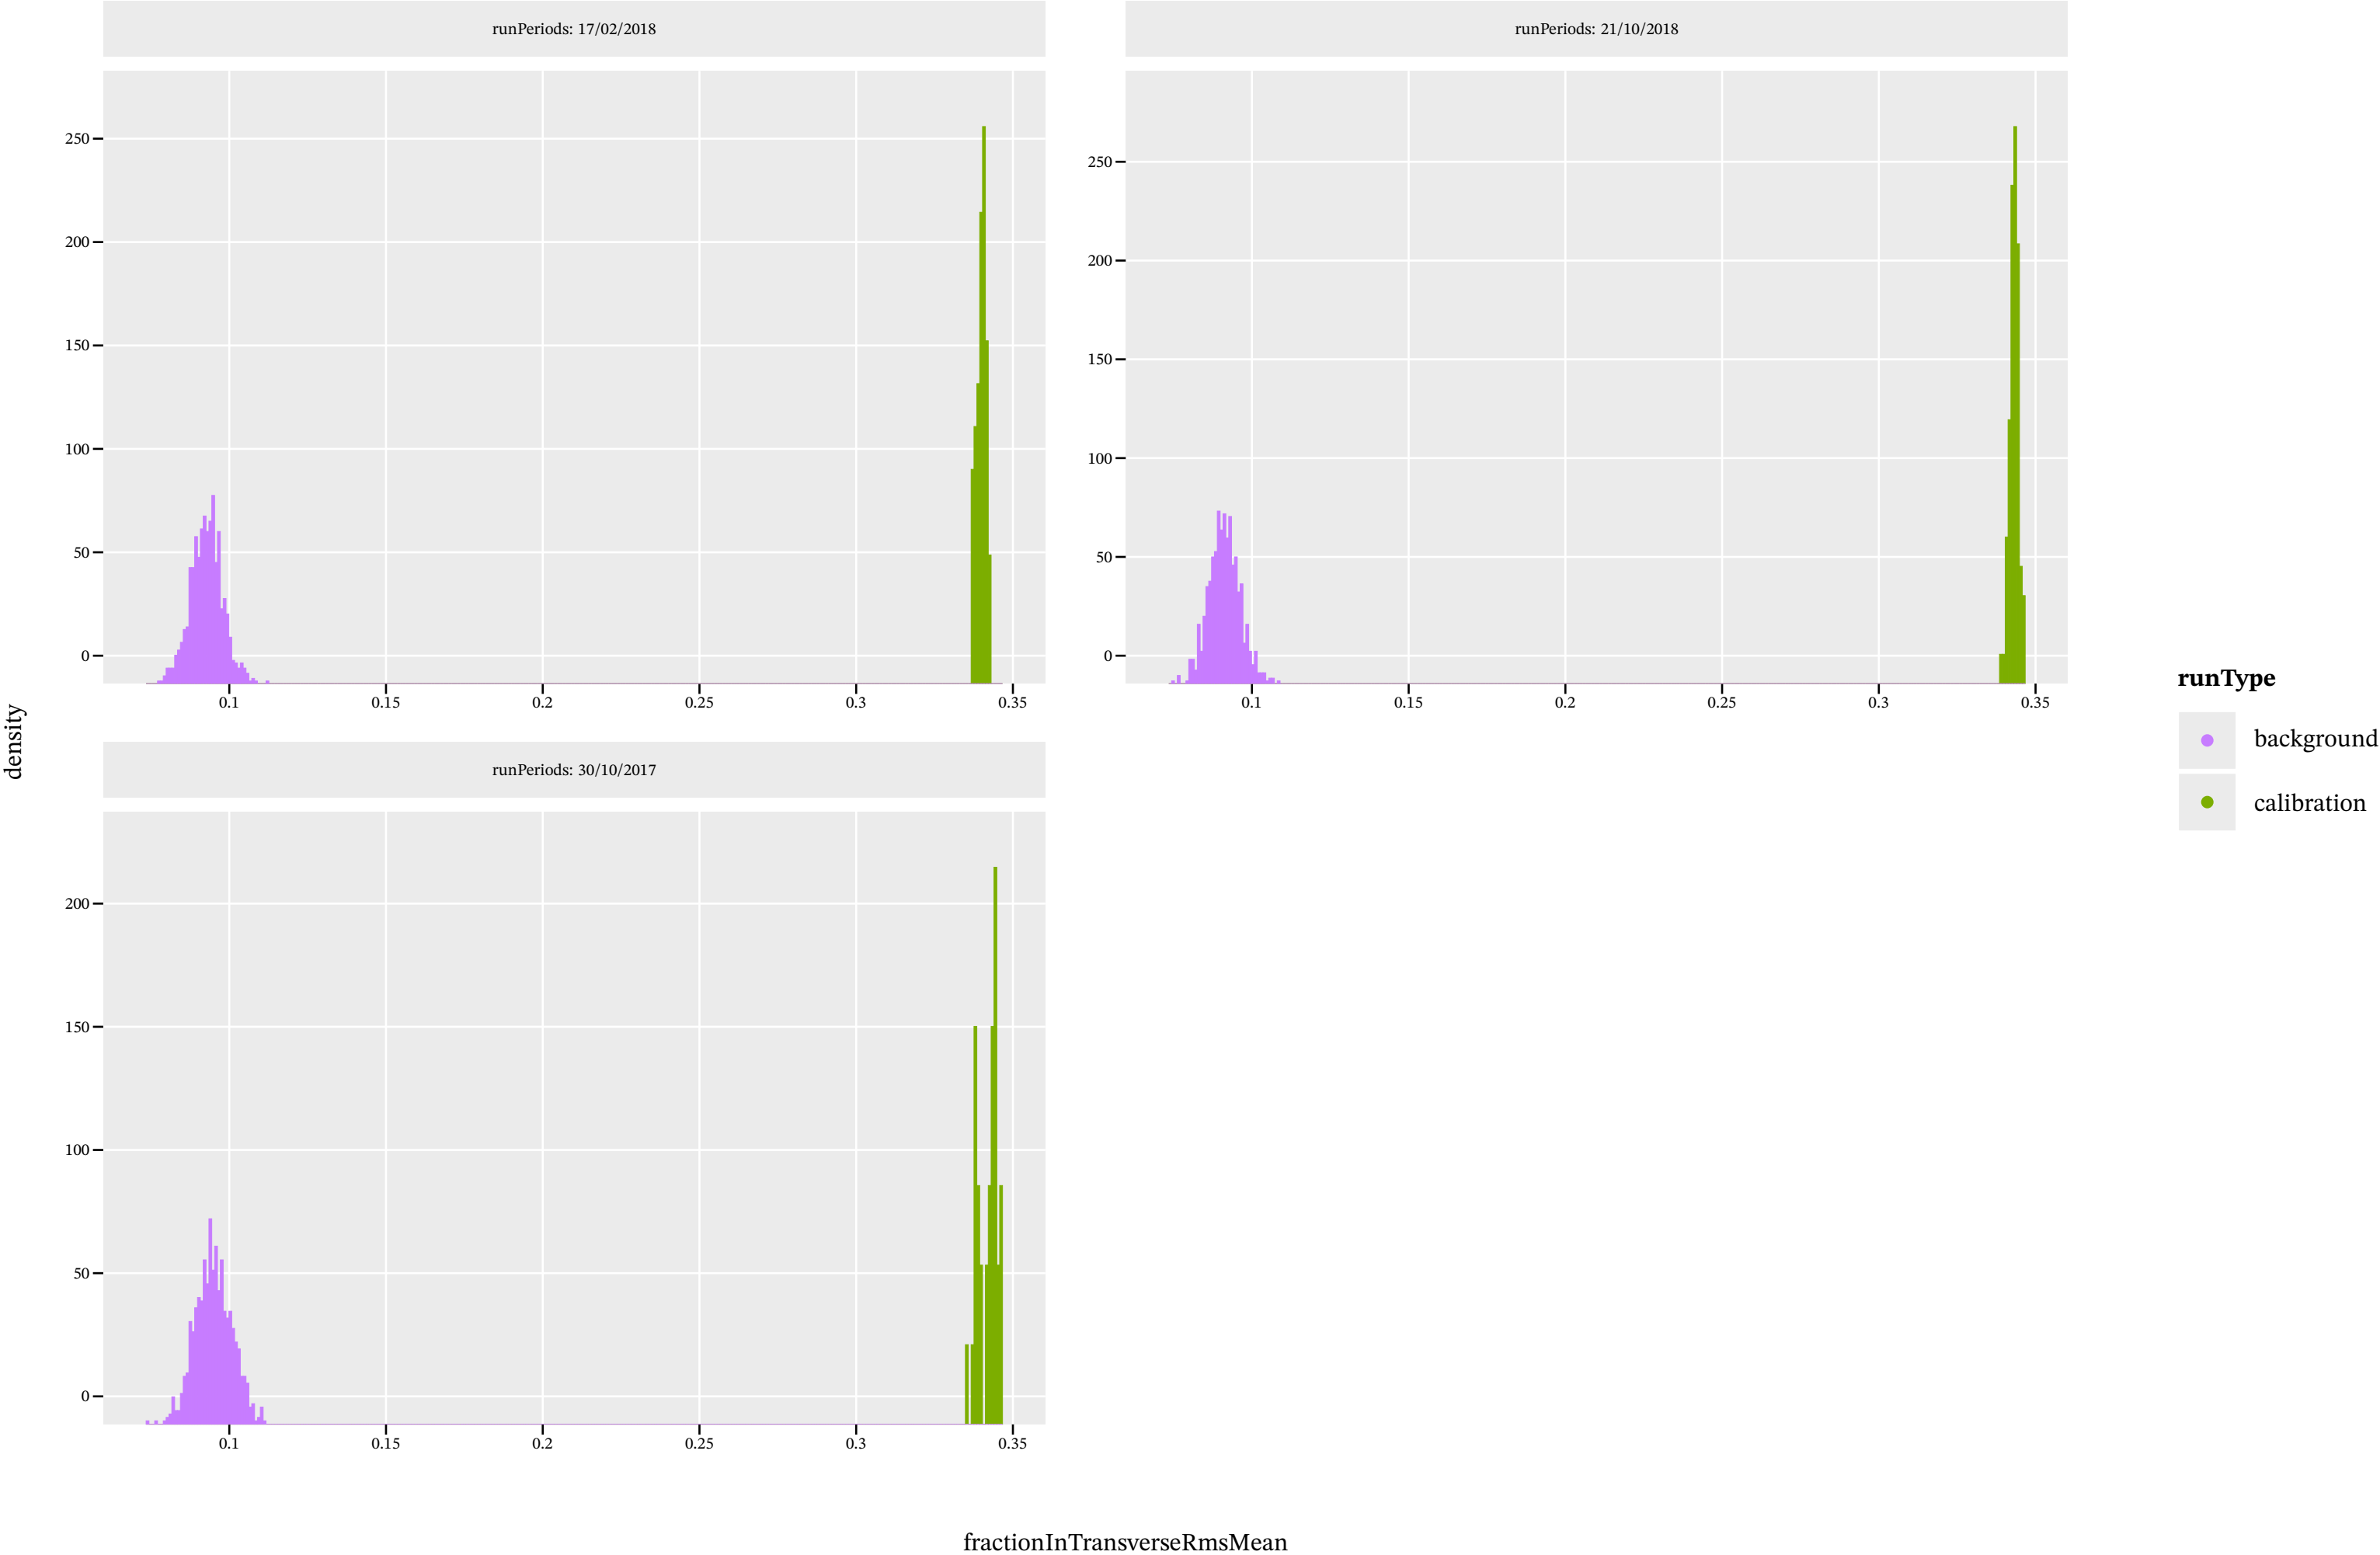 runPeriods: 17/02/2018
250
200
150
100
50
0
0.1 0.15 0.2 0.25 0.3 0.35
runPeriods: 21/10/2018
250
200
150
100
50
0
0.1 0.15 0.2 0.25 0.3 0.35
runPeriods: 30/10/2017
200
150
100
50
0
0.1 0.15 0.2 0.25 0.3 0.35
density
fractionInTransverseRmsMean
runType
background
calibration